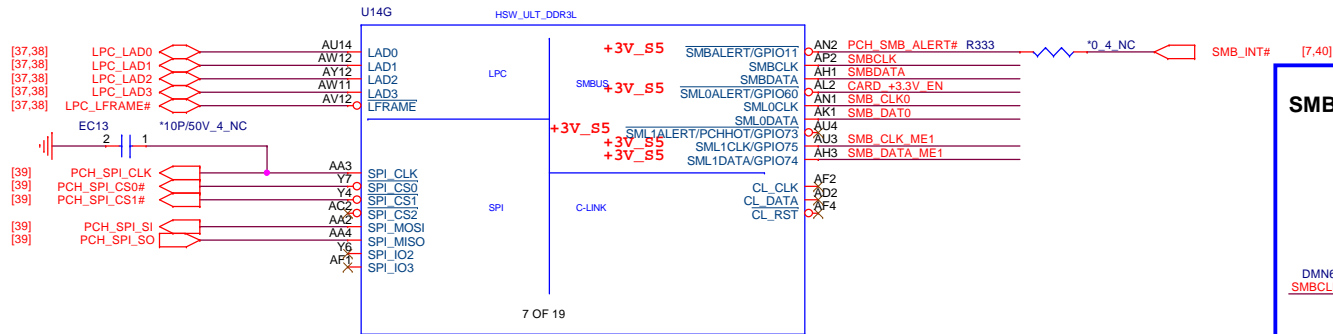 U14G HSW_ULT_DDR3L
[37,38] LPC_LAD0 AU14 LAD0 +3V_S5 SMBALERT/GPIO11 AN2 PCH_SMB_ALERT# R333 *0_4_NC SMB_INT# [7,40]
[37,38] LPC_LAD1 AW12 LAD1 SMBCLK AP2 SMBCLK
[37,38] LPC_LAD2 AY12 LAD2 LPC SMBUS SMBDATA AH1 SMBDATA
[37,38] LPC_LAD3 AW11 LAD3 +3V_S5 SML0ALERT/GPIO60 AL2 CARD_+3.3V_EN
[37,38] LPC_LFRAME# AV12 LFRAME SML0CLK AN1 SMB_CLK0
SML0DATA AK1 SMB_DAT0
EC13 *10P/50V_4_NC +3V_S5 SML1ALERT/PCHHOT/GPIO73 AU4
2 1 +3V_S5 SML1CLK/GPIO75 AU3 SMB_CLK_ME1
+3V_S5 SML1DATA/GPIO74 AH3 SMB_DATA_ME1
[39] PCH_SPI_CLK AA3 SPI_CLK
[39] PCH_SPI_CS0# Y7 SPI_CS0 CL_CLK AF2
[39] PCH_SPI_CS1# Y4 SPI_CS1 CL_DATA AD2
AC2 SPI_CS2 SPI C-LINK CL_RST AF4
[39] PCH_SPI_SI AA2 SPI_MOSI
[39] PCH_SPI_SO AA4 SPI_MISO
Y6 SPI_IO2
AF1 SPI_IO3
7 OF 19
SMB
DMN6
SMBCL